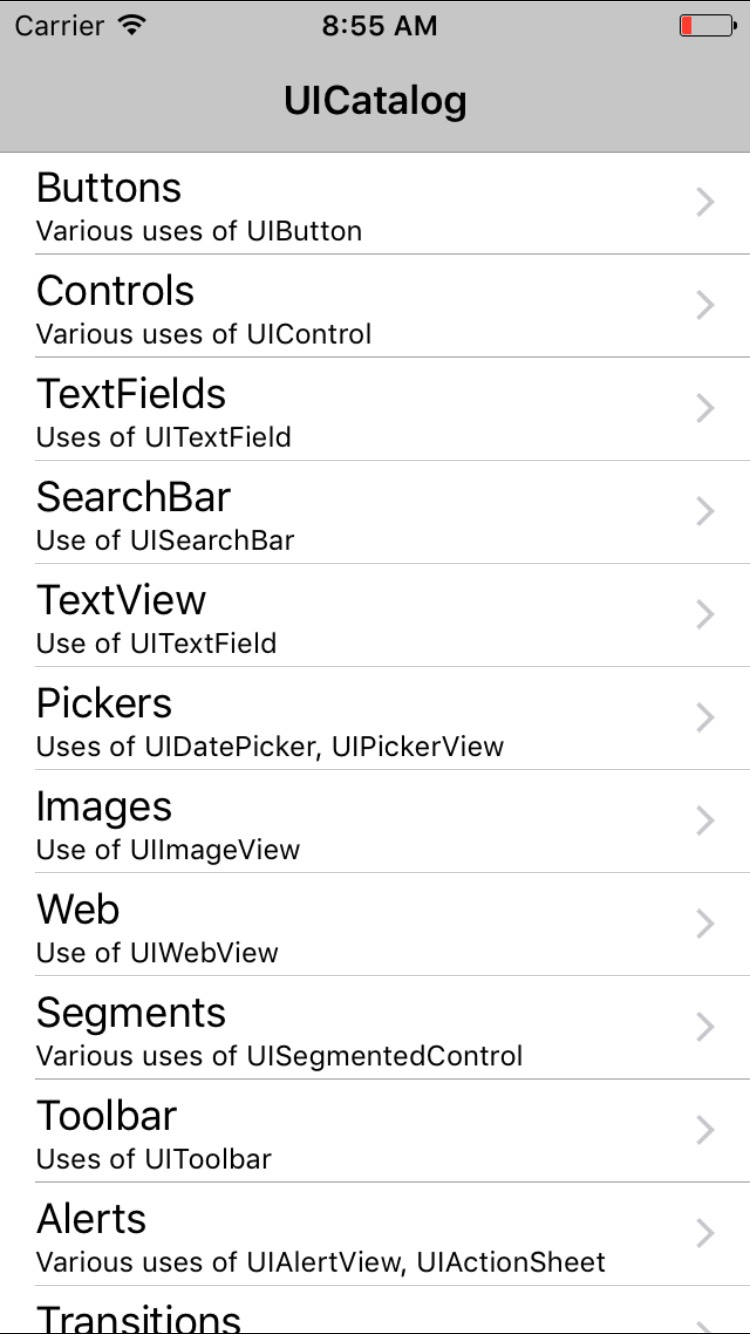 Carrier 8:55 AM
UICatalog
Buttons
Various uses of UIButton
Controls
Various uses of UIControl
TextFields
Uses of UITextField
SearchBar
Use of UISearchBar
TextView
Use of UITextField
Pickers
Uses of UIDatePicker, UIPickerView
Images
Use of UIImageView
Web
Use of UIWebView
Segments
Various uses of UISegmentedControl
Toolbar
Uses of UIToolbar
Alerts
Various uses of UIAlertView, UIActionSheet
Transitions